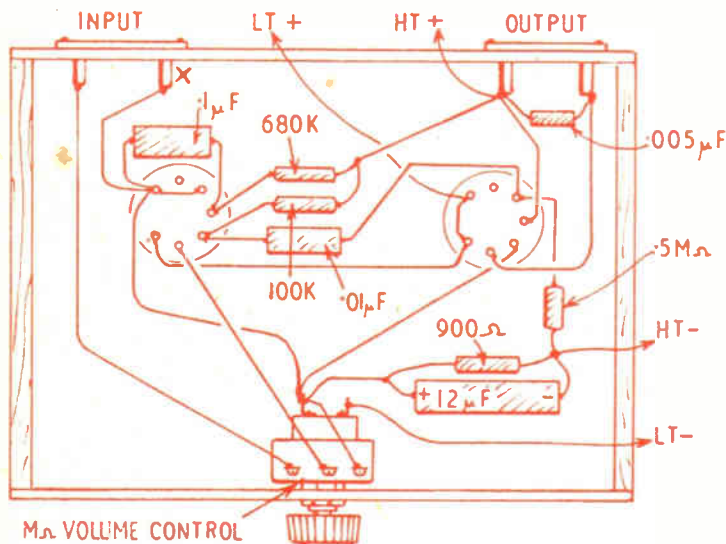 INPUT
LT +
HT +
OUTPUT
X
.1µF
680K
.005µF
100K
.01µF
.5MΩ
900Ω
HT-
+ 12µF -
LT-
MΩ VOLUME CONTROL